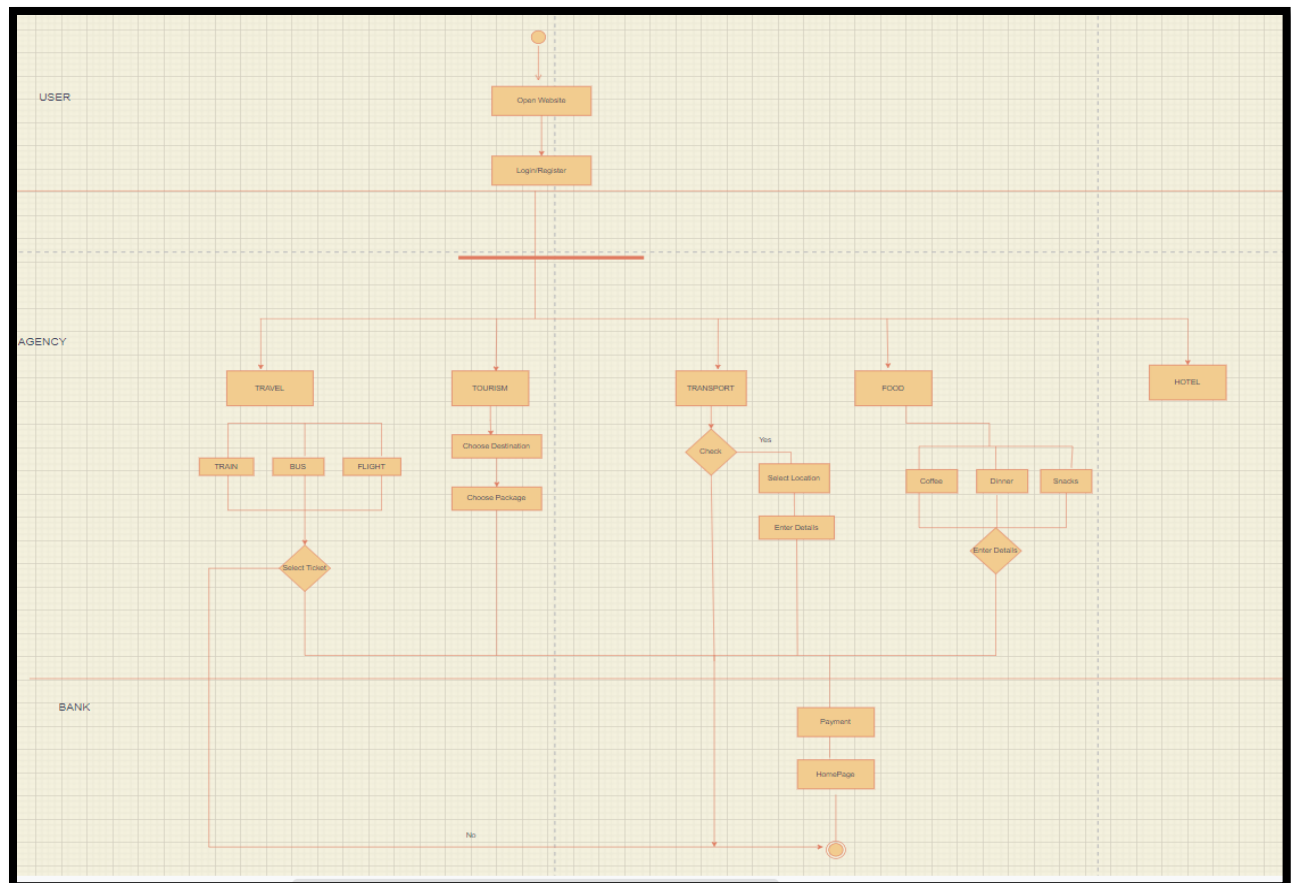 USER
Open Website
Login/Register
AGENCY
TRAVEL
TOURISM
TRANSPORT
FOOD
HOTEL
Choose Destination
Check
Yes
TRAIN
BUS
FLIGHT
Choose Package
Select Location
Coffee
Dinner
Snacks
Enter Details
Enter Details
Select Ticket
BANK
Payment
HomePage
No